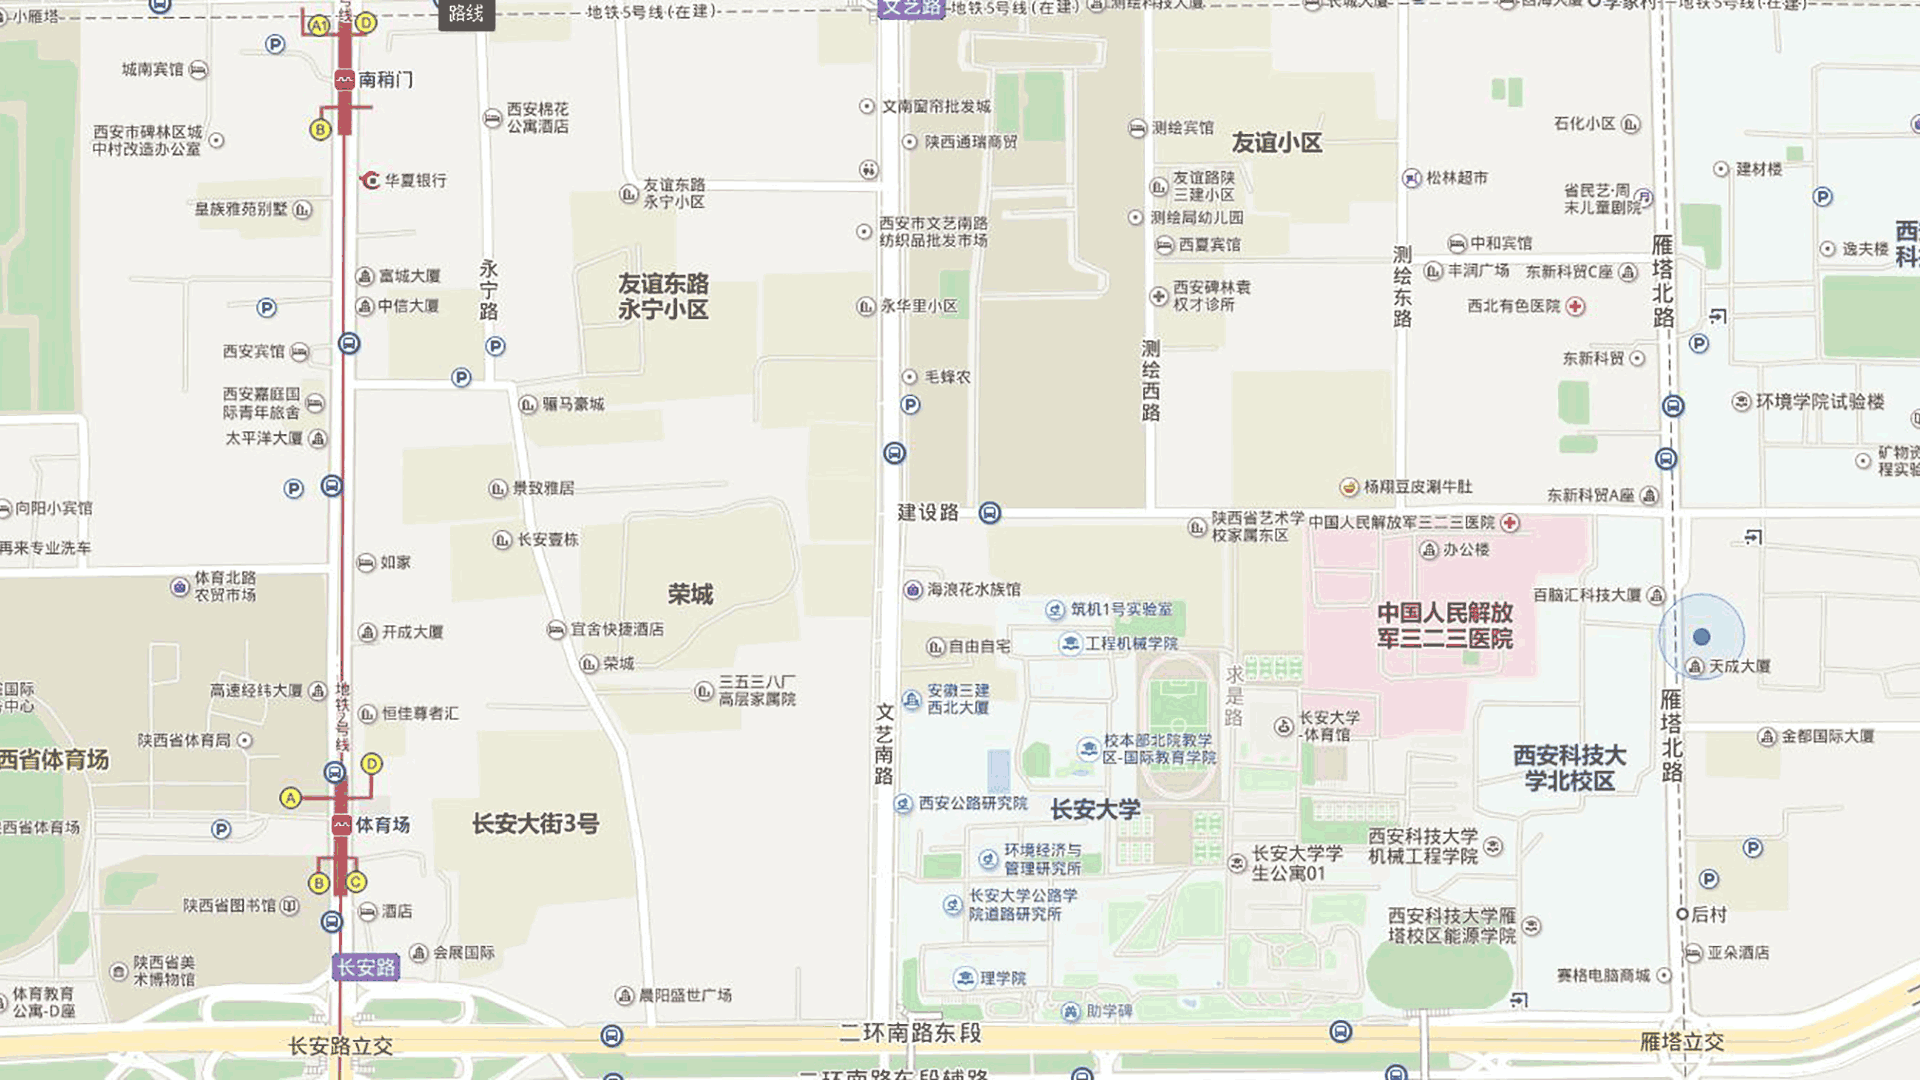 小雁塔
A1
D
号线
路线
地铁5号线(在建)
文艺路
地铁5号线(在建)
测绘科技大厦
长城大厦
四海大厦
李家村
地铁5号线(在建)
城南宾馆
P
南稍门
B
西安市碑林区城
中村改造办公室
西安棉花
公寓酒店
文南窗帘批发城
陕西通瑞商贸
测绘宾馆
友谊小区
石化小区
建材楼
华夏银行
皇族雅苑别墅
友谊东路
永宁小区
友谊路陕
三建小区
测绘局幼儿园
松林超市
省民艺·周
末儿童剧院
P
西安市文艺南路
纺织品批发市场
西夏宾馆
中和宾馆
逸夫楼
西
科
富城大厦
中信大厦
P
永宁路
友谊东路
永宁小区
永华里小区
西安碑林袁
权才诊所
测绘东路
丰润广场
东新科贸C座
西北有色医院
雁塔北路
西安宾馆
P
P
东新科贸
P
西安嘉庭国
际青年旅舍
太平洋大厦
骊马豪城
毛蜂农
P
测绘西路
环境学院试验楼
P
景致雅居
杨翔豆皮涮牛肚
东新科贸A座
矿物资
程实验
向阳小宾馆
再来专业洗车
长安壹栋
建设路
陕西省艺术学
校家属东区
中国人民解放军三二三医院
办公楼
体育北路
农贸市场
如家
荣城
海浪花水族馆
筑机1号实验室
百脑汇科技大厦
中国人民解放
军三二三医院
开成大厦
宜舍快捷酒店
荣城
自由自宅
工程机械学院
天成大厦
高速经纬大厦
地铁2号线
恒佳尊者汇
三五三八厂
高层家属院
安徽三建
西北大厦
求是路
长安大学
-体育馆
雁塔北路
国际
中心
陕西省体育局
文艺南路
校本部北院教学
区-国际教育学院
金都国际大厦
西省体育场
D
A
西安科技大
学北校区
西安公路研究院
长安大学
西省体育场
P
体育场
长安大街3号
西安科技大学
机械工程学院
P
环境经济与
管理研究所
长安大学学
生公寓01
B
C
P
陕西省图书馆
酒店
长安大学公路学
院道路研究所
西安科技大学雁
塔校区能源学院
后村
会展国际
陕西省美
术博物馆
长安路
理学院
赛格电脑商城
亚朵酒店
体育教育
公寓-D座
晨阳盛世广场
助学碑
长安路立交
二环南路东段
雁塔立交
二环南路东段辅路